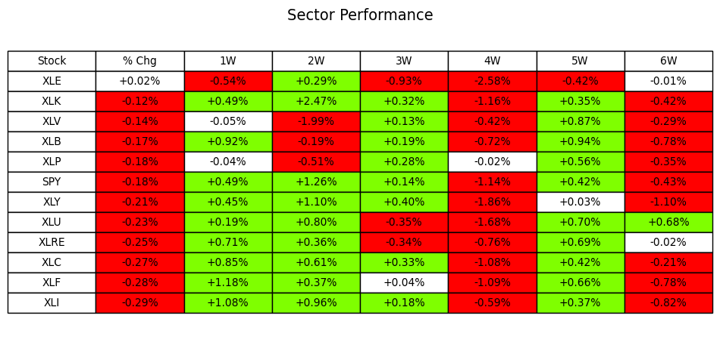 Sector Performance
Stock % Chg 1W 2W 3W 4W 5W 6W
XLE +0.02% -0.54% +0.29% -0.93% -2.58% -0.42% -0.01%
XLK -0.12% +0.49% +2.47% +0.32% -1.16% +0.35% -0.42%
XLV -0.14% -0.05% -1.99% +0.13% -0.42% +0.87% -0.29%
XLB -0.17% +0.92% -0.19% +0.19% -0.72% +0.94% -0.78%
XLP -0.18% -0.04% -0.51% +0.28% -0.02% +0.56% -0.35%
SPY -0.18% +0.49% +1.26% +0.14% -1.14% +0.42% -0.43%
XLY -0.21% +0.45% +1.10% +0.40% -1.86% +0.03% -1.10%
XLU -0.23% +0.19% +0.80% -0.35% -1.68% +0.70% +0.68%
XLRE -0.25% +0.71% +0.36% -0.34% -0.76% +0.69% -0.02%
XLC -0.27% +0.85% +0.61% +0.33% -1.08% +0.42% -0.21%
XLF -0.28% +1.18% +0.37% +0.04% -1.09% +0.66% -0.78%
XLI -0.29% +1.08% +0.96% +0.18% -0.59% +0.37% -0.82%